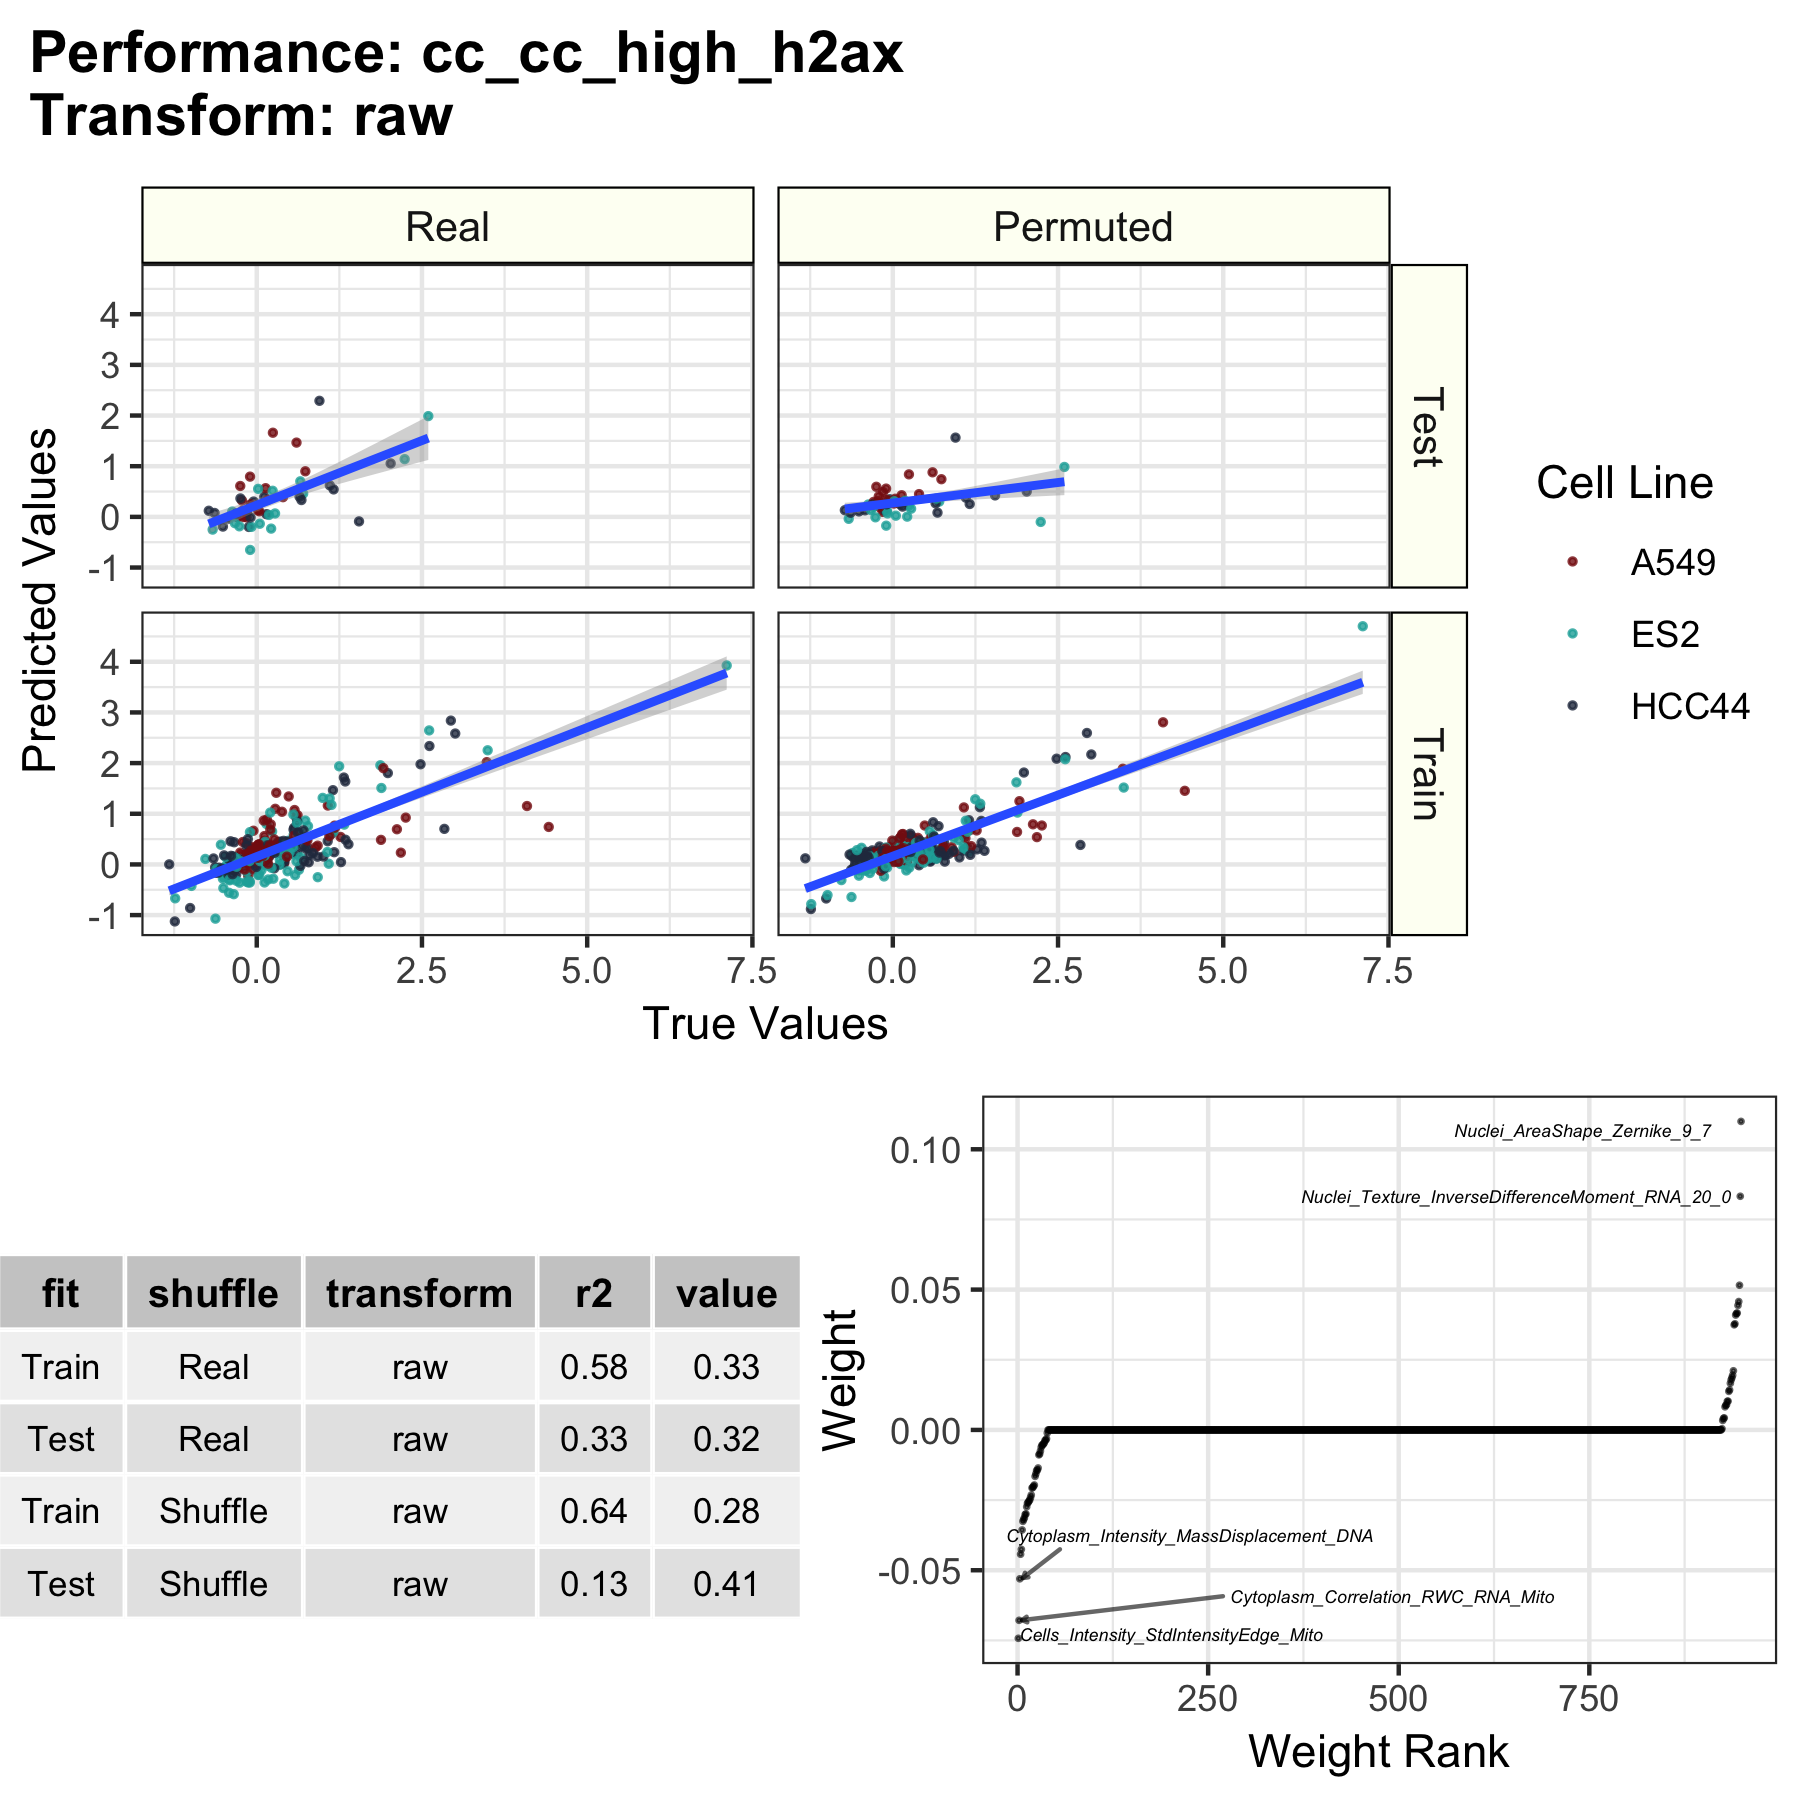 Performance: cc_cc_high_h2ax
Transform: raw
Real
Permuted
4
3
2
1
0
-1
Test
4
3
2
1
0
-1
Train
Predicted Values
0.0
2.5
5.0
7.5
0.0
2.5
5.0
7.5
True Values
Cell Line
A549
ES2
HCC44
fit shuffle transform r2 value
Train Real raw 0.58 0.33
Test Real raw 0.33 0.32
Train Shuffle raw 0.64 0.28
Test Shuffle raw 0.13 0.41
Weight
0.10
0.05
0.00
-0.05
Nuclei_AreaShape_Zernike_9_7
Nuclei_Texture_InverseDifferenceMoment_RNA_20_0
Cytoplasm_Intensity_MassDisplacement_DNA
Cytoplasm_Correlation_RWC_RNA_Mito
Cells_Intensity_StdIntensityEdge_Mito
0
250
500
750
Weight Rank